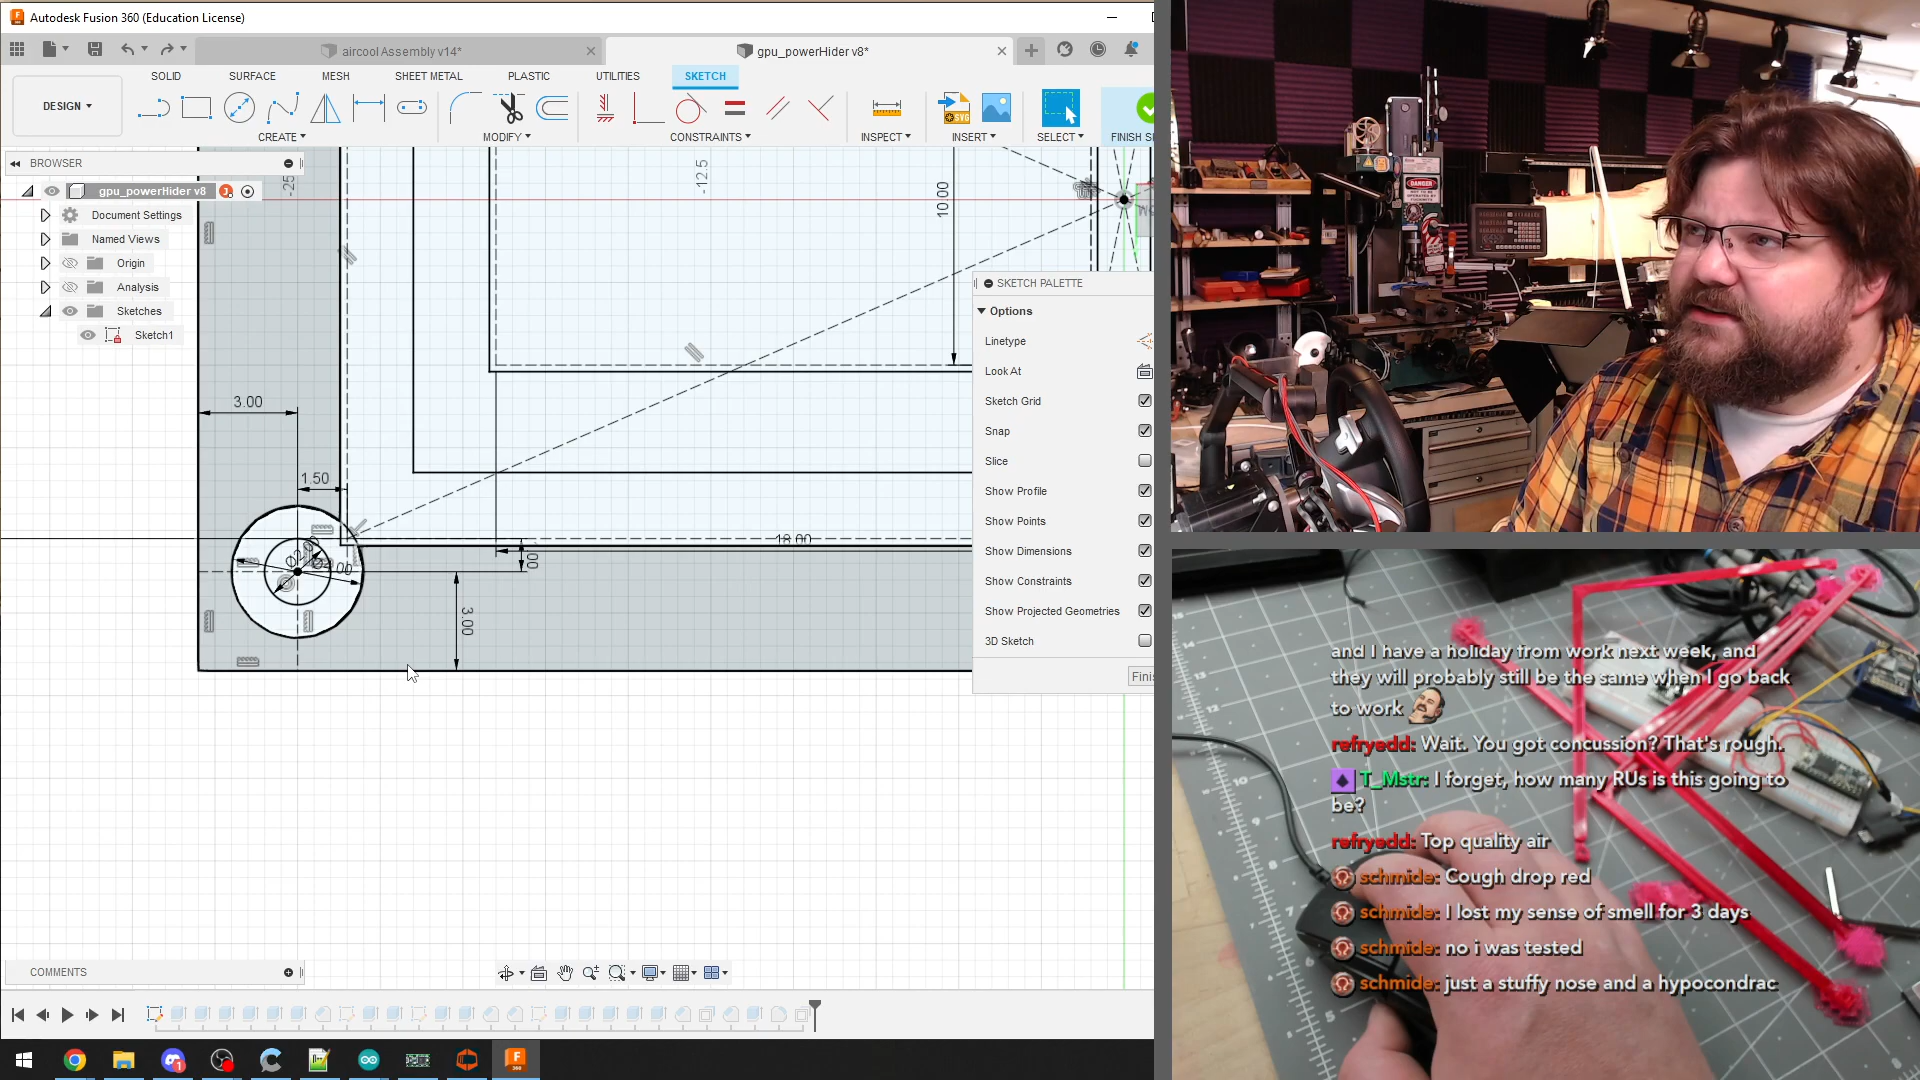 Autodesk Fusion 360 (Education License)
aircool Assembly v14*
gpu_powerHider v8*
DESIGN
SOLID
SURFACE
MESH
SHEET METAL
PLASTIC
UTILITIES
SKETCH
CREATE
MODIFY
CONSTRAINTS
INSPECT
INSERT
SELECT
FINISH S
BROWSER
gpu_powerHider v8
Document Settings
Named Views
Origin
Analysis
Sketches
Sketch1
-25
-12.5
10.00
3.00
1.50
18.00
3.00
SKETCH PALETTE
Options
Linetype
Look At
Sketch Grid
Snap
Slice
Show Profile
Show Points
Show Dimensions
Show Constraints
Show Projected Geometries
3D Sketch
Fini
COMMENTS
DANGER
and I have a holiday from work next week, and
they will probably still be the same when I go back
to work
refryedd: Wait. You got concussion? That's rough.
T_Mstr: I forget, how many RUs is this going to
be?
refryedd: Top quality air
schmide: Cough drop red
schmide: I lost my sense of smell for 3 days
schmide: no i was tested
schmide: just a stuffy nose and a hypocondrac